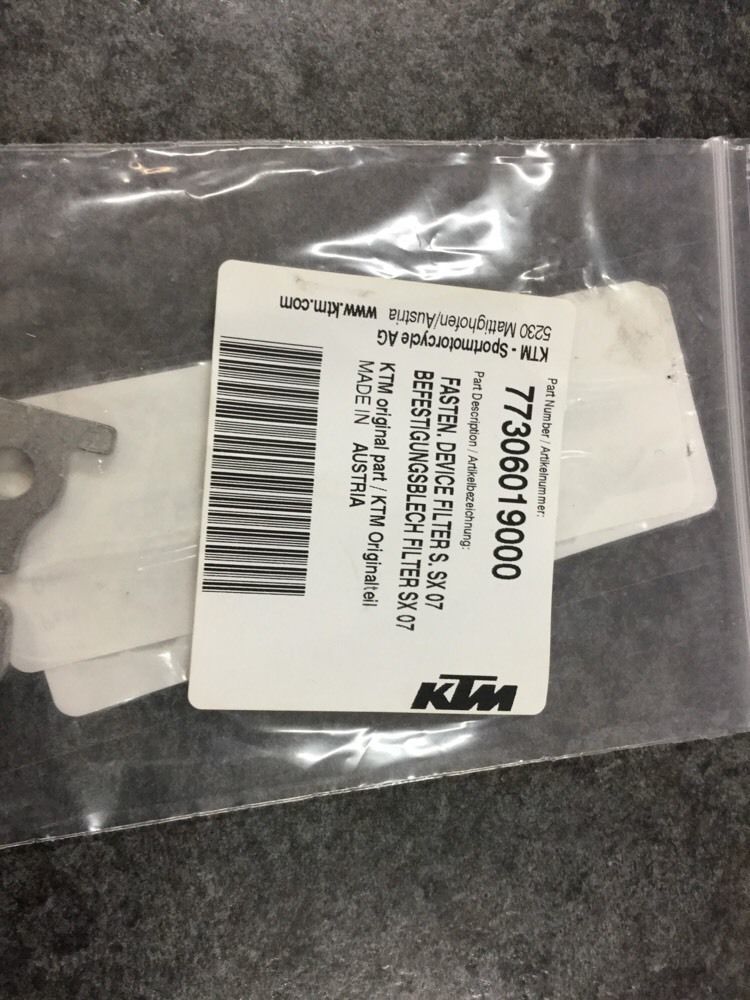 Part Number / Artikelnummer:
77306019000
Part Description / Artikelbezeichnung:
FASTEN. DEVICE FILTER S. SX 07
BEFESTIGUNGSBLECH FILTER SX 07
KTM original part / KTM Originalteil
MADE IN AUSTRIA
KTM - Sportmotorcycle AG
5230 Mattighofen/Austria www.ktm.com
KTM